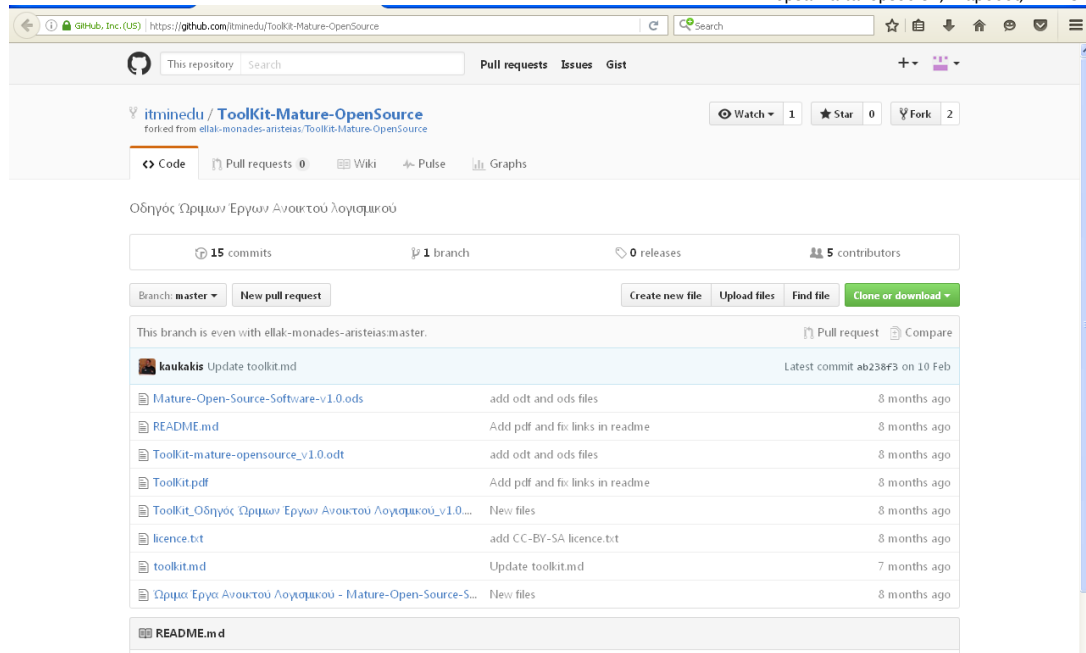 GitHub, Inc. (US) https://github.com/itminedu/ToolKit-Mature-OpenSource Search
This repository Search Pull requests Issues Gist
itminedu / ToolKit-Mature-OpenSource Watch 1 Star 0 Fork 2
forked from ellak-monades-aristeias/ToolKit-Mature-OpenSource
Code Pull requests 0 Wiki Pulse Graphs
Οδηγός Ώριμων Έργων Ανοικτού λογισμικού
15 commits 1 branch 0 releases 5 contributors
Branch: master New pull request Create new file Upload files Find file Clone or download
This branch is even with ellak-monades-aristeias:master. Pull request Compare
kaukakis Update toolkit.md Latest commit ab238f3 on 10 Feb
Mature-Open-Source-Software-v1.0.ods add odt and ods files 8 months ago
README.md Add pdf and fix links in readme 8 months ago
ToolKit-mature-opensource_v1.0.odt add odt and ods files 8 months ago
ToolKit.pdf Add pdf and fix links in readme 8 months ago
ToolKit_Οδηγός Ώριμων Έργων Ανοικτού Λογισμικού_v1.0.... New files 8 months ago
licence.txt add CC-BY-SA licence.txt 8 months ago
toolkit.md Update toolkit.md 7 months ago
Ώριμα Έργα Ανοικτού Λογισμικού - Mature-Open-Source-S... New files 8 months ago
README.md